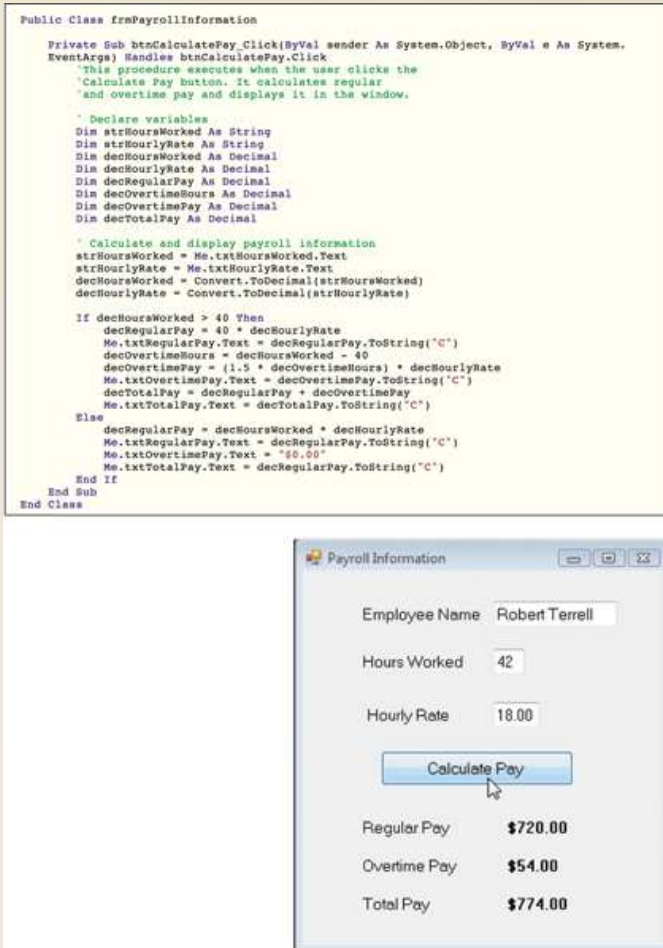 Public Class frmPayrollInformation
Private Sub btnCalculatePay_Click(ByVal sender As System.Object, ByVal e As System.
EventArgs) Handles btnCalculatePay.Click
'This procedure executes when the user clicks the
'Calculate Pay button. It calculates regular
'and overtime pay and displays it in the window.
' Declare variables
Dim strHoursWorked As String
Dim strHourlyRate As String
Dim decHoursWorked As Decimal
Dim decHourlyRate As Decimal
Dim decRegularPay As Decimal
Dim decOvertimeHours As Decimal
Dim decOvertimePay As Decimal
Dim decTotalPay As Decimal
' Calculate and display payroll information
strHoursWorked = Me.txtHoursWorked.Text
strHourlyRate = Me.txtHourlyRate.Text
decHoursWorked = Convert.ToDecimal(strHoursWorked)
decHourlyRate = Convert.ToDecimal(strHourlyRate)
If decHoursWorked > 40 Then
decRegularPay = 40 * decHourlyRate
Me.txtRegularPay.Text = decRegularPay.ToString("C")
decOvertimeHours = decHoursWorked - 40
decOvertimePay = (1.5 * decOvertimeHours) * decHourlyRate
Me.txtOvertimePay.Text = decOvertimePay.ToString("C")
decTotalPay = decRegularPay + decOvertimePay
Me.txtTotalPay.Text = decTotalPay.ToString("C")
Else
decRegularPay = decHoursWorked * decHourlyRate
Me.txtRegularPay.Text = decRegularPay.ToString("C")
Me.txtOvertimePay.Text = "$0.00"
Me.txtTotalPay.Text = decRegularPay.ToString("C")
End If
End Sub
End Class
Payroll Information
Employee Name Robert Terrell
Hours Worked 42
Hourly Rate 18.00
Calculate Pay
Regular Pay $720.00
Overtime Pay $54.00
Total Pay $774.00